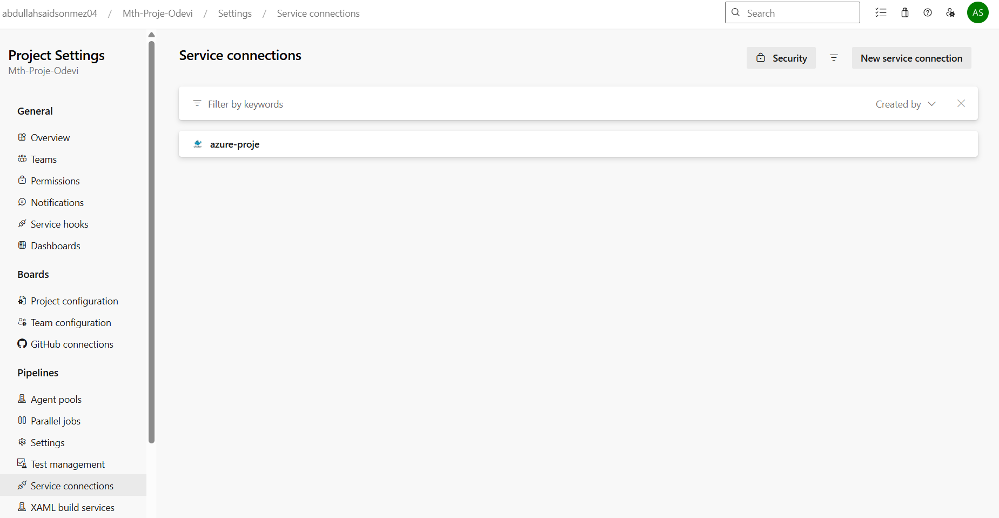 abdullahsaidsonmez04 / Mth-Proje-Odevi / Settings / Service connections
Search
AS
Project Settings
Mth-Proje-Odevi
General
Overview
Teams
Permissions
Notifications
Service hooks
Dashboards
Boards
Project configuration
Team configuration
GitHub connections
Pipelines
Agent pools
Parallel jobs
Settings
Test management
Service connections
XAML build services
Service connections
Security
New service connection
Filter by keywords
Created by
docker
azure-proje